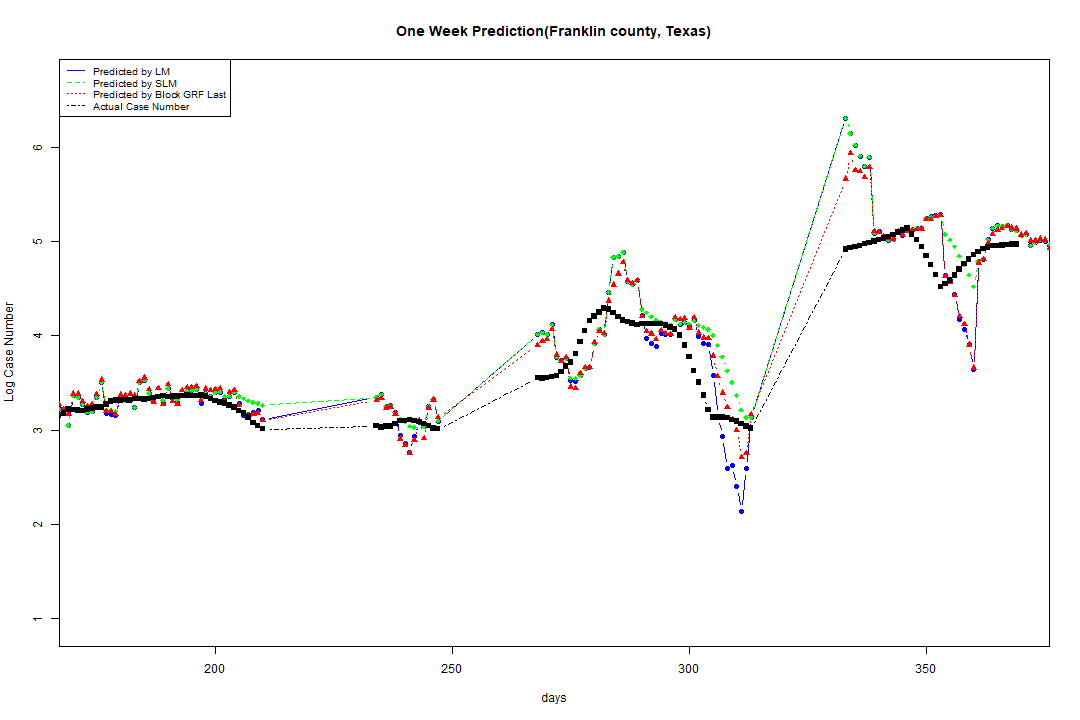 One Week Prediction(Franklin county, Texas)
Predicted by LM
Predicted by SLM
Predicted by Block GRF Last
Actual Case Number
6
5
4
3
2
1
Log Case Number
200 250 300 350
days